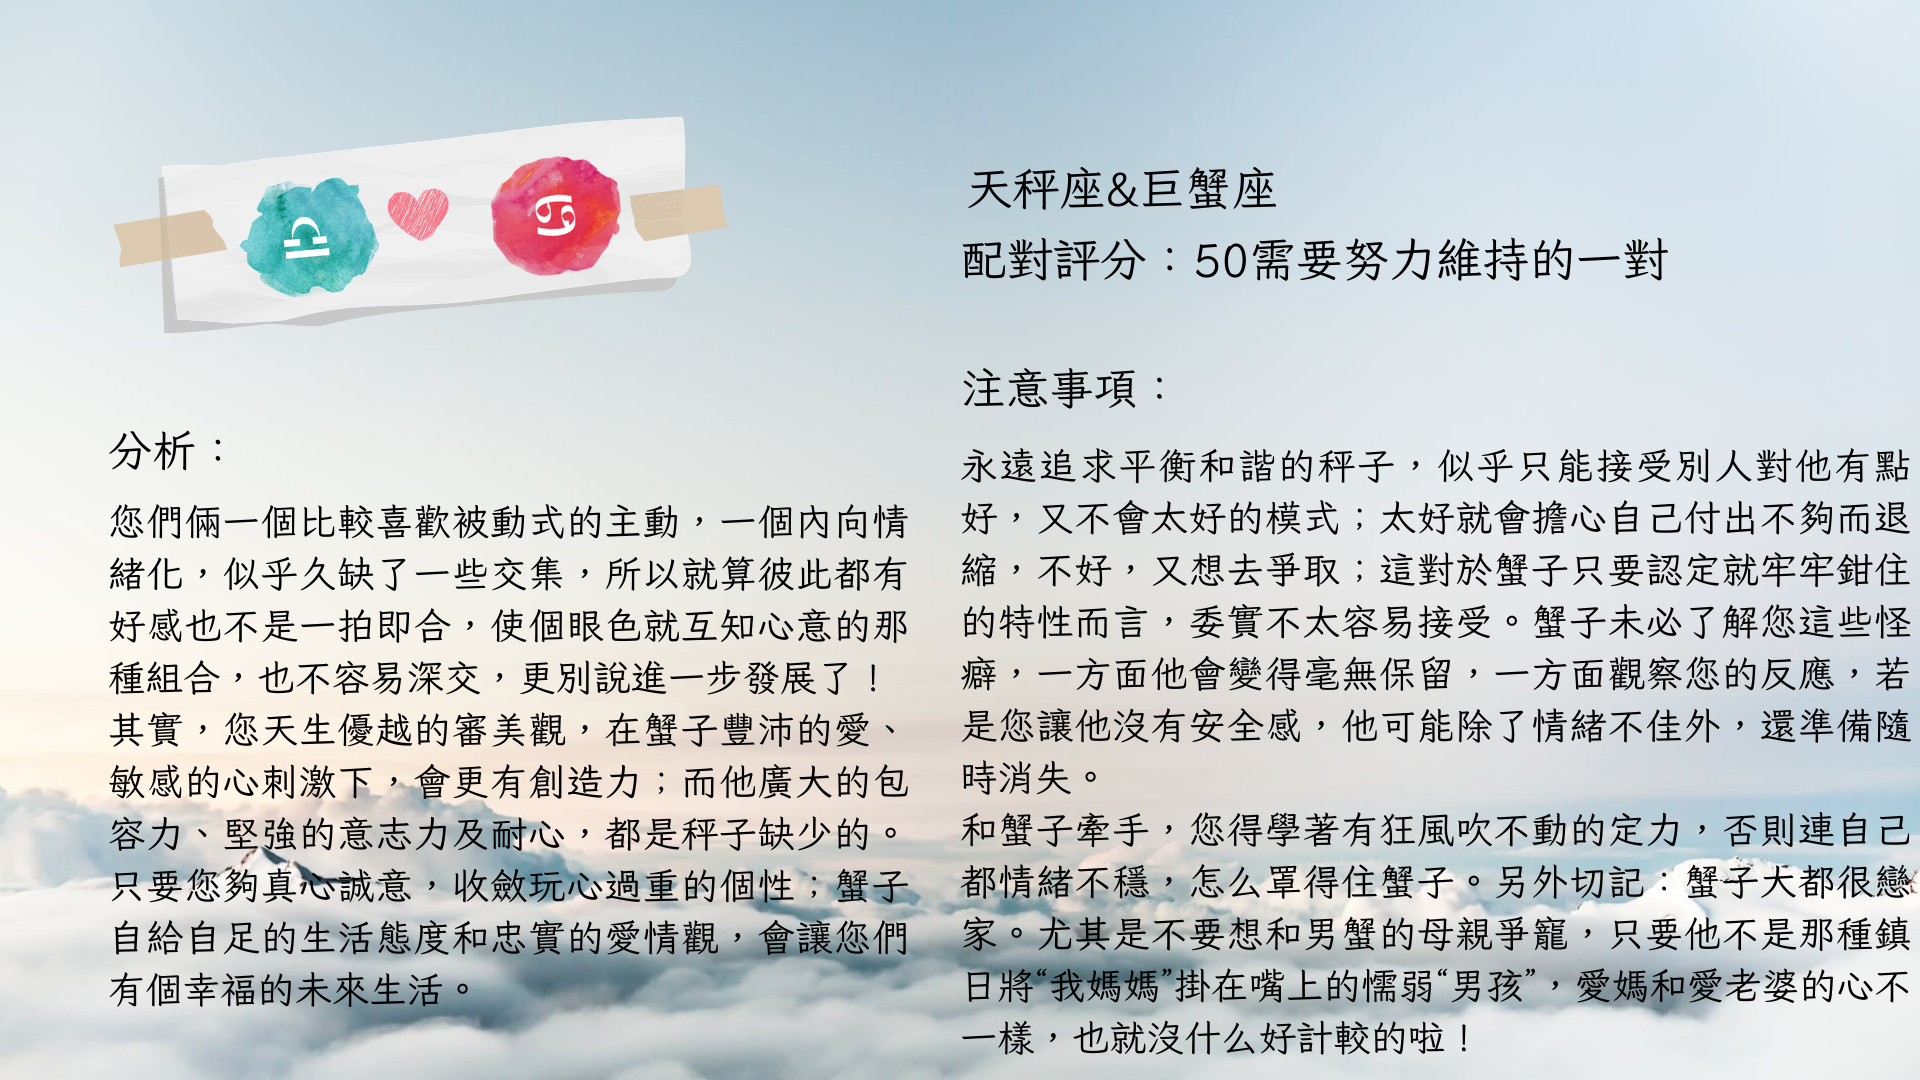 ♎ ♋
天秤座&巨蟹座
配對評分：50需要努力維持的一對
分析：
您們倆一個比較喜歡被動式的主動，一個內向情
緒化，似乎久缺了一些交集，所以就算彼此都有
好感也不是一拍即合，使個眼色就互知心意的那
種組合，也不容易深交，更別說進一步發展了！
其實，您天生優越的審美觀，在蟹子豐沛的愛、
敏感的心刺激下，會更有創造力；而他廣大的包
容力、堅強的意志力及耐心，都是秤子缺少的。
只要您夠真心誠意，收斂玩心過重的個性；蟹子
自給自足的生活態度和忠實的愛情觀，會讓您們
有個幸福的未來生活。
注意事項：
永遠追求平衡和諧的秤子，似乎只能接受別人對他有點
好，又不會太好的模式；太好就會擔心自己付出不夠而退
縮，不好，又想去爭取；這對於蟹子只要認定就牢牢鉗住
的特性而言，委實不太容易接受。蟹子未必了解您這些怪
癖，一方面他會變得毫無保留，一方面觀察您的反應，若
是您讓他沒有安全感，他可能除了情緒不佳外，還準備隨
時消失。
和蟹子牽手，您得學著有狂風吹不動的定力，否則連自己
都情緒不穩，怎么罩得住蟹子。另外切記：蟹子大都很戀
家。尤其是不要想和男蟹的母親爭寵，只要他不是那種鎮
日將“我媽媽”掛在嘴上的懦弱“男孩”，愛媽和愛老婆的心不
一樣，也就沒什么好計較的啦！